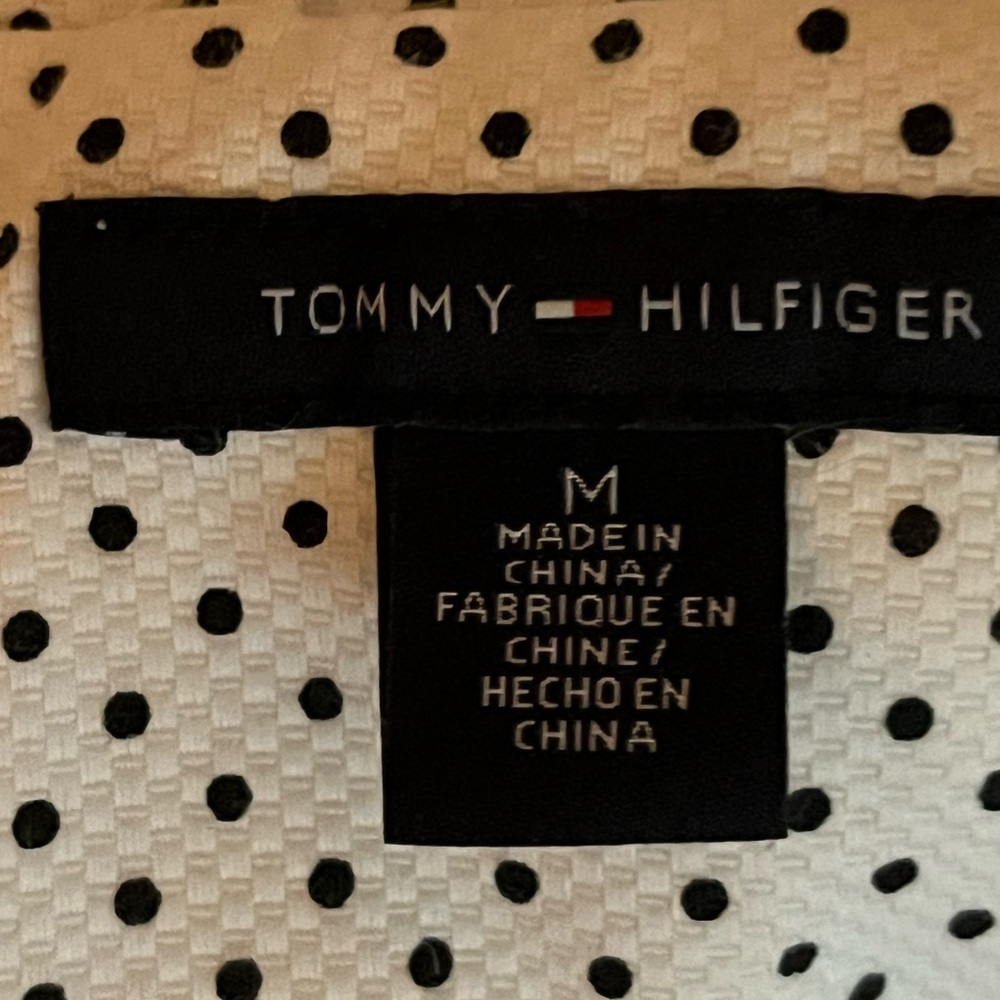 TOMMY HILFIGER
M
MADE IN
CHINA/
FABRIQUE EN
CHINE/
HECHO EN
CHINA